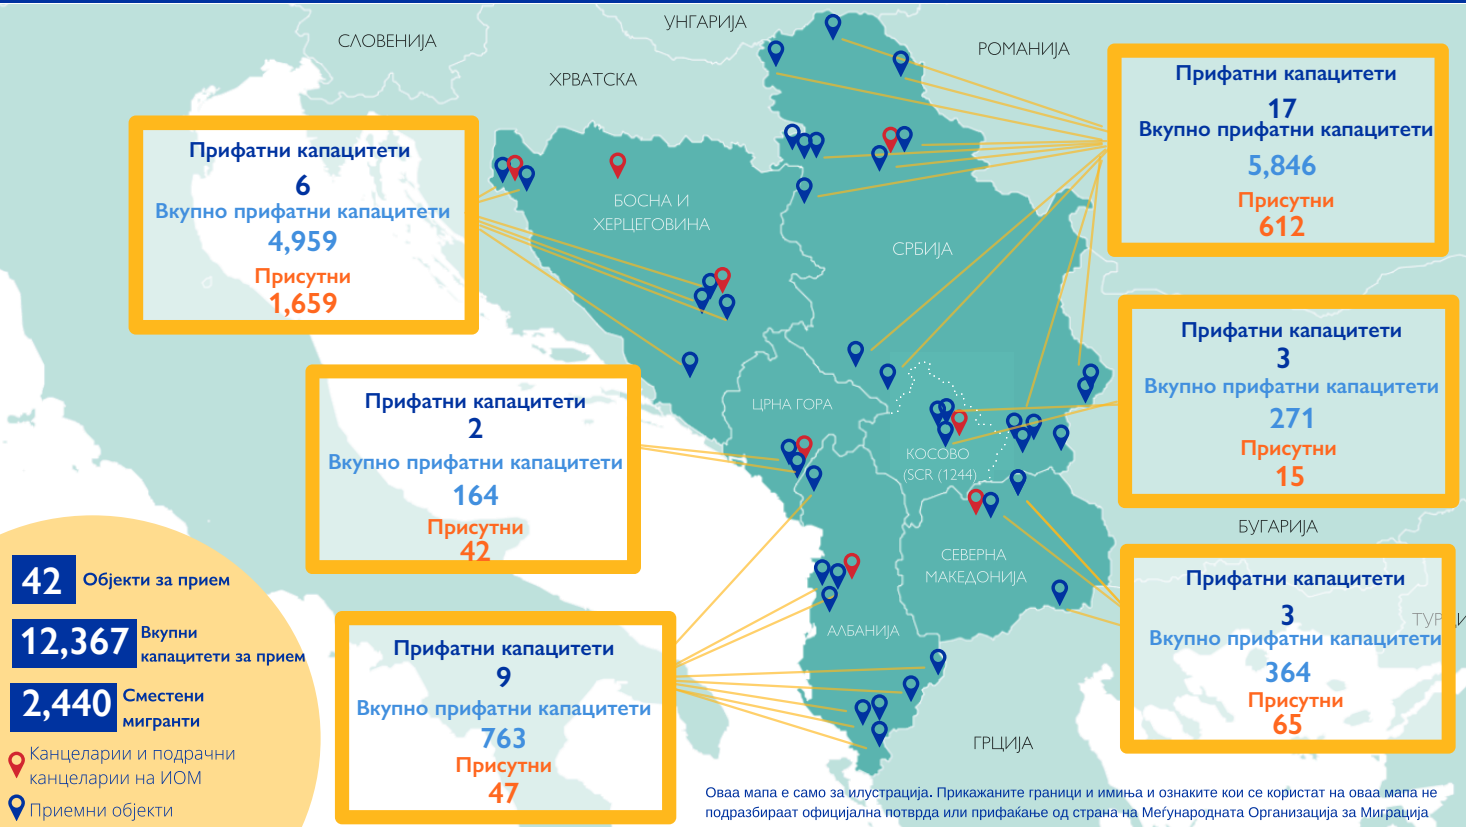 УНГАРИЈА
СЛОВЕНИЈА
РОМАНИЈА
ХРВАТСКА
Прифатни капацитети
17
Вкупно прифатни капацитети
5,846
Присутни
612
Прифатни капацитети
6
Вкупно прифатни капацитети
4,959
Присутни
1,659
БОСНА И
ХЕРЦЕГОВИНА
СРБИЈА
Прифатни капацитети
3
Вкупно прифатни капацитети
271
Присутни
15
Прифатни капацитети
2
Вкупно прифатни капацитети
164
Присутни
42
ЦРНА ГОРА
КОСОВО
(SCR (1244)
БУГАРИЈА
СЕВЕРНА
МАКЕДОНИЈА
Прифатни капацитети
3
Вкупно прифатни капацитети
364
Присутни
65
АЛБАНИЈА
Прифатни капацитети
9
Вкупно прифатни капацитети
763
Присутни
47
ГРЦИЈА
42 Објекти за прием
12,367 Вкупни
капацитети за прием
2,440 Сместени
мигранти
Канцеларии и подрачни
канцеларии на ИОМ
Приемни објекти
Оваа мапа е само за илустрација. Прикажаните граници и имиња и ознаките кои се користат на оваа мапа не
подразбираат официјална потврда или прифаќање од страна на Меѓународната Организација за Миграција